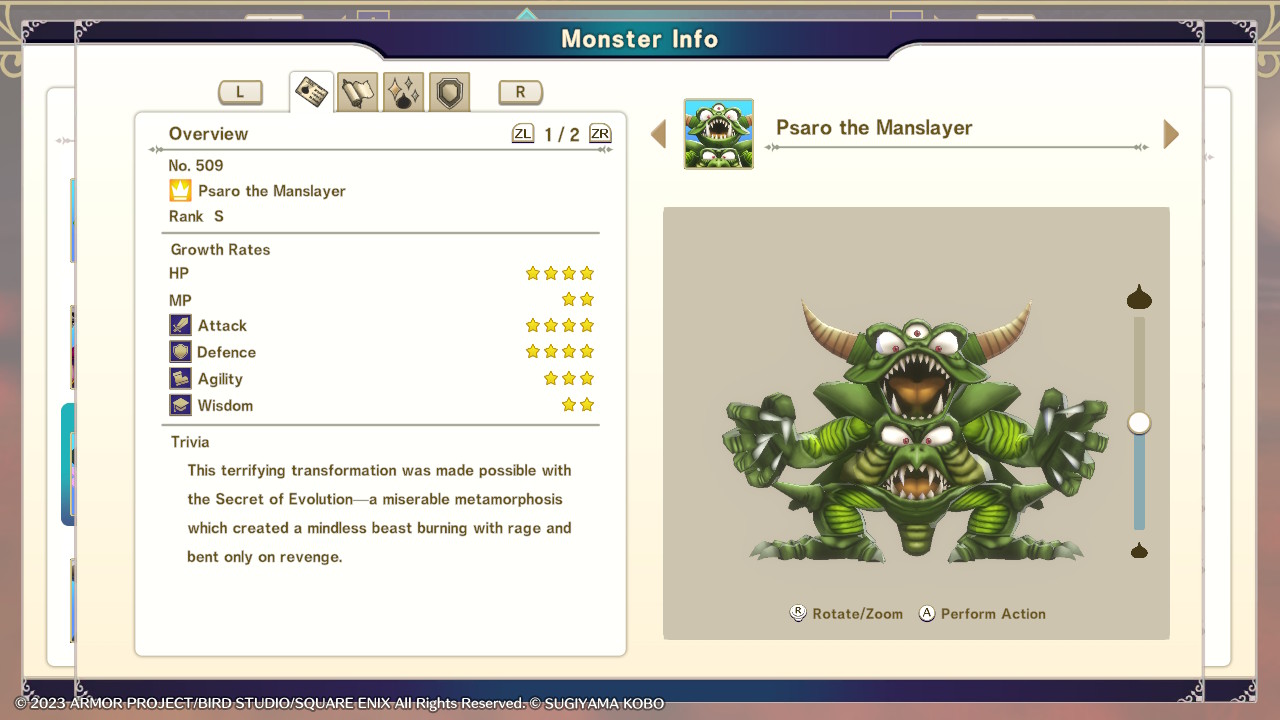 Monster Info
L
R
Overview
ZL 1 / 2 ZR
No. 509
Psaro the Manslayer
Rank S
Growth Rates
HP
MP
Attack
Defence
Agility
Wisdom
Trivia
This terrifying transformation was made possible with
the Secret of Evolution—a miserable metamorphosis
which created a mindless beast burning with rage and
bent only on revenge.
Psaro the Manslayer
R Rotate/Zoom A Perform Action
© 2023 ARMOR PROJECT/BIRD STUDIO/SQUARE ENIX All Rights Reserved. © SUGIYAMA KOBO